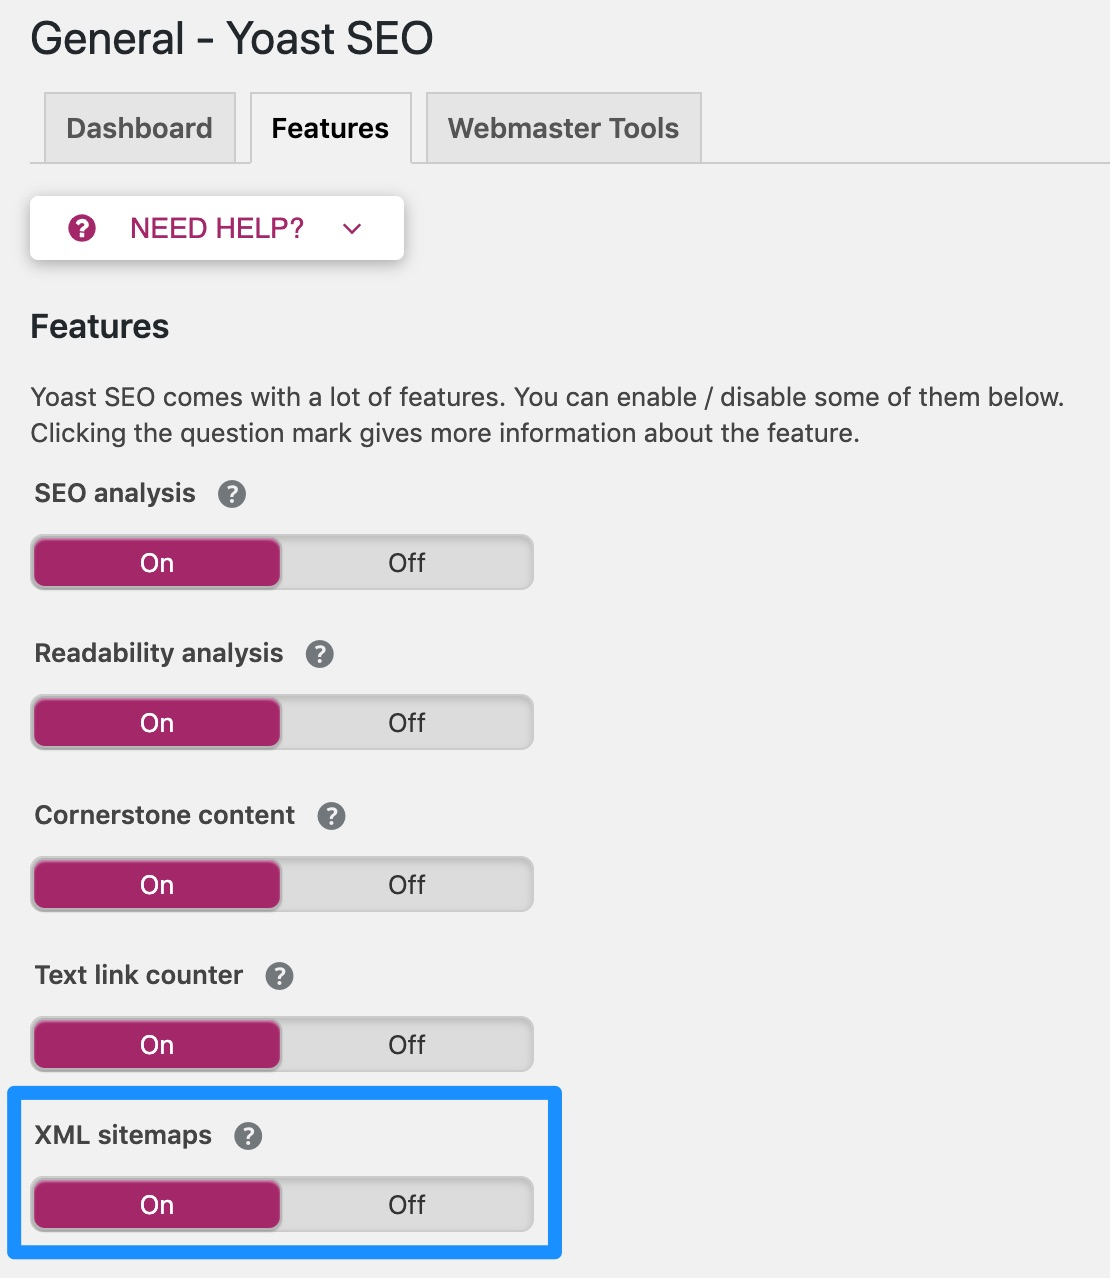 General - Yoast SEO
Dashboard Features Webmaster Tools
? NEED HELP?
Features
Yoast SEO comes with a lot of features. You can enable / disable some of them below.
Clicking the question mark gives more information about the feature.
SEO analysis ?
On Off
Readability analysis ?
On Off
Cornerstone content ?
On Off
Text link counter ?
On Off
XML sitemaps ?
On Off